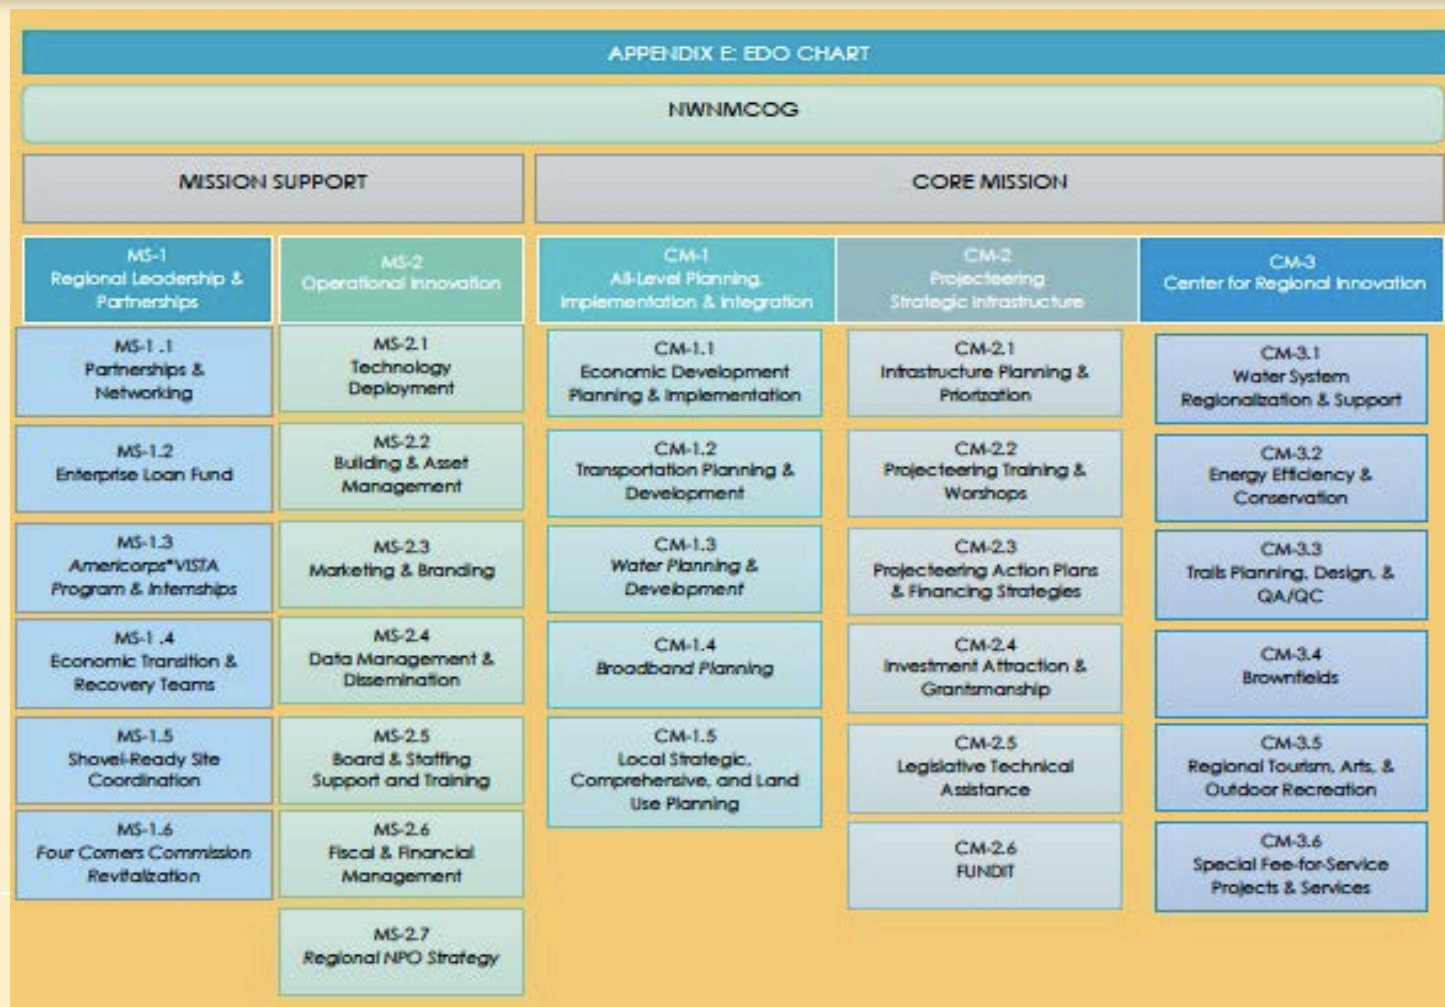 APPENDIX E: EDO CHART
NWNMCOG
MISSION SUPPORT
CORE MISSION
MS-1
Regional Leadership &
Partnerships
MS-2
Operational Innovation
CM-1
All-Level Planning,
Implementation & Integration
CM-2
Projecteering
Strategic Infrastructure
CM-3
Center for Regional Innovation
MS-1 .1
Partnerships &
Networking
MS-1.2
Enterprise Loan Fund
MS-1.3
Americorps*VISTA
Program & Internships
MS-1 .4
Economic Transition &
Recovery Teams
MS-1.5
Shovel-Ready Site
Coordination
MS-1.6
Four Corners Commission
Revitalization
MS-2.1
Technology
Deployment
MS-2.2
Building & Asset
Management
MS-2.3
Marketing & Branding
MS-2.4
Data Management &
Dissemination
MS-2.5
Board & Staffing
Support and Training
MS-2.6
Fiscal & Financial
Management
MS-2.7
Regional NPO Strategy
CM-1.1
Economic Development
Planning & Implementation
CM-1.2
Transportation Planning &
Development
CM-1.3
Water Planning &
Development
CM-1.4
Broadband Planning
CM-1.5
Local Strategic,
Comprehensive, and Land
Use Planning
CM-2.1
Infrastructure Planning &
Priorization
CM-2.2
Projecteering Training &
Worshops
CM-2.3
Projecteering Action Plans
& Financing Strategies
CM-2.4
Investment Attraction &
Grantsmanship
CM-2.5
Legislative Technical
Assistance
CM-2.6
FUNDIT
CM-3.1
Water System
Regionalization & Support
CM-3.2
Energy Efficiency &
Conservation
CM-3.3
Trails Planning, Design, &
QA/QC
CM-3.4
Brownfields
CM-3.5
Regional Tourism, Arts, &
Outdoor Recreation
CM-3.6
Special Fee-for-Service
Projects & Services